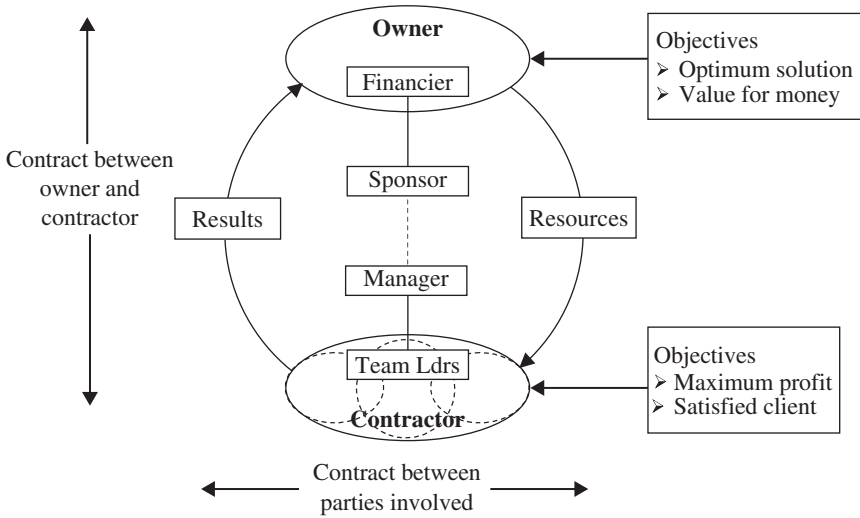 Owner
Financier
Sponsor
Manager
Team Ldrs
Contractor
Results
Resources
Contract between
owner and
contractor
Objectives
➢ Optimum solution
➢ Value for money
Objectives
➢ Maximum profit
➢ Satisfied client
Contract between
parties involved